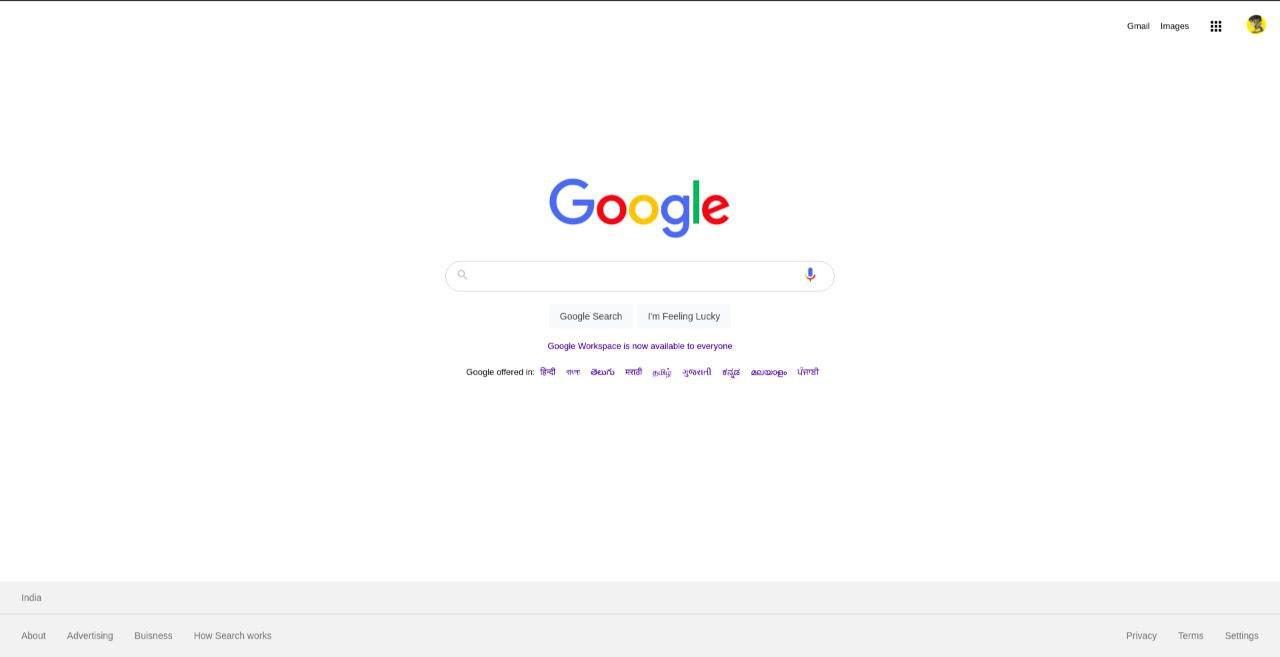 Gmail Images
Google
Google Search I'm Feeling Lucky
Google Workspace is now available to everyone
Google offered in: हिन्दी বাংলা తెలుగు मराठी தமிழ் ગુજરાતી ಕನ್ನಡ മലയാളം ਪੰਜਾਬੀ
India
About Advertising Buisness How Search works Privacy Terms Settings